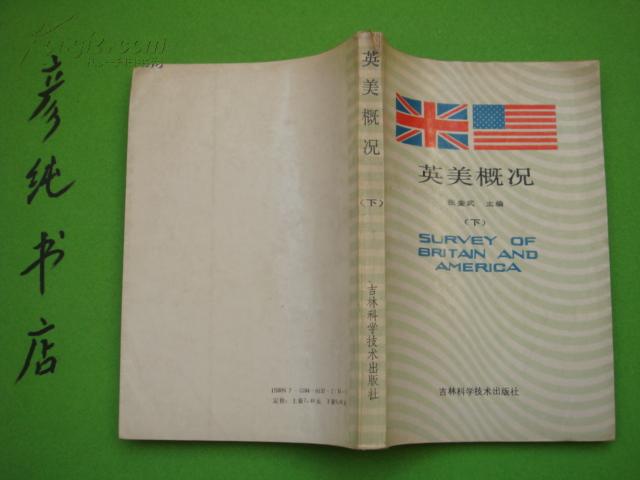 彦纯书店
英美概况
(下)
吉林科学技术出版社
英美概况
张奎武 主编
(下)
SURVEY OF
BRITAIN AND
AMERICA
吉林科学技术出版社